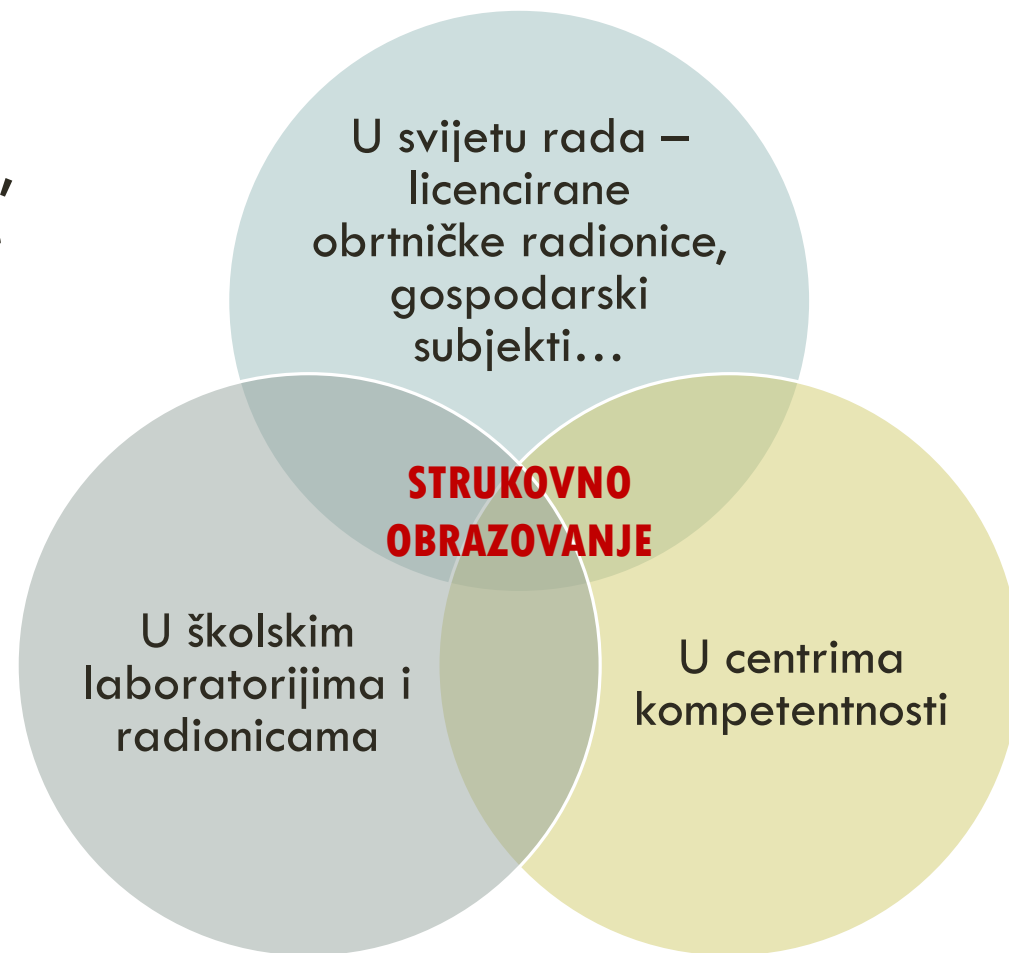 U svijetu rada –
licencirane
obrtničke radionice,
gospodarski
subjekti...
STRUKOVNO
OBRAZOVANJE
U školskim
laboratorijima i
radionicama
U centrima
kompetentnosti